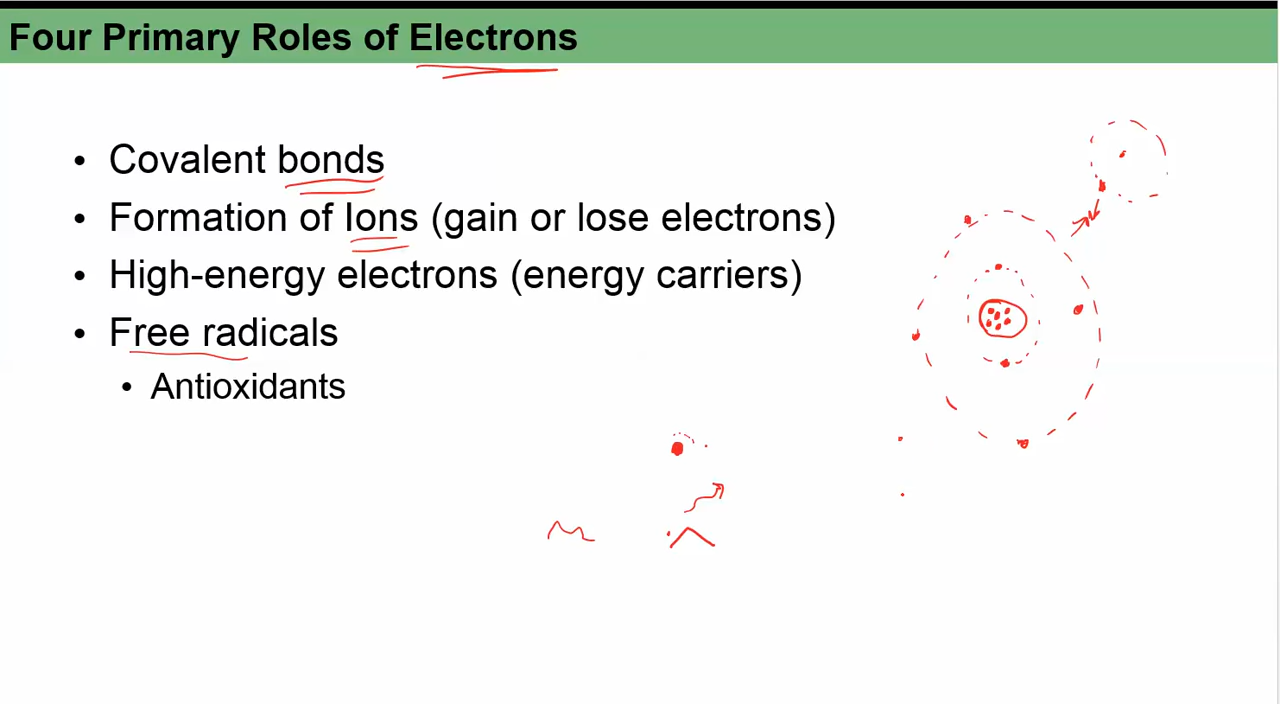 Four Primary Roles of Electrons
• Covalent bonds
• Formation of Ions (gain or lose electrons)
• High-energy electrons (energy carriers)
• Free radicals
• Antioxidants